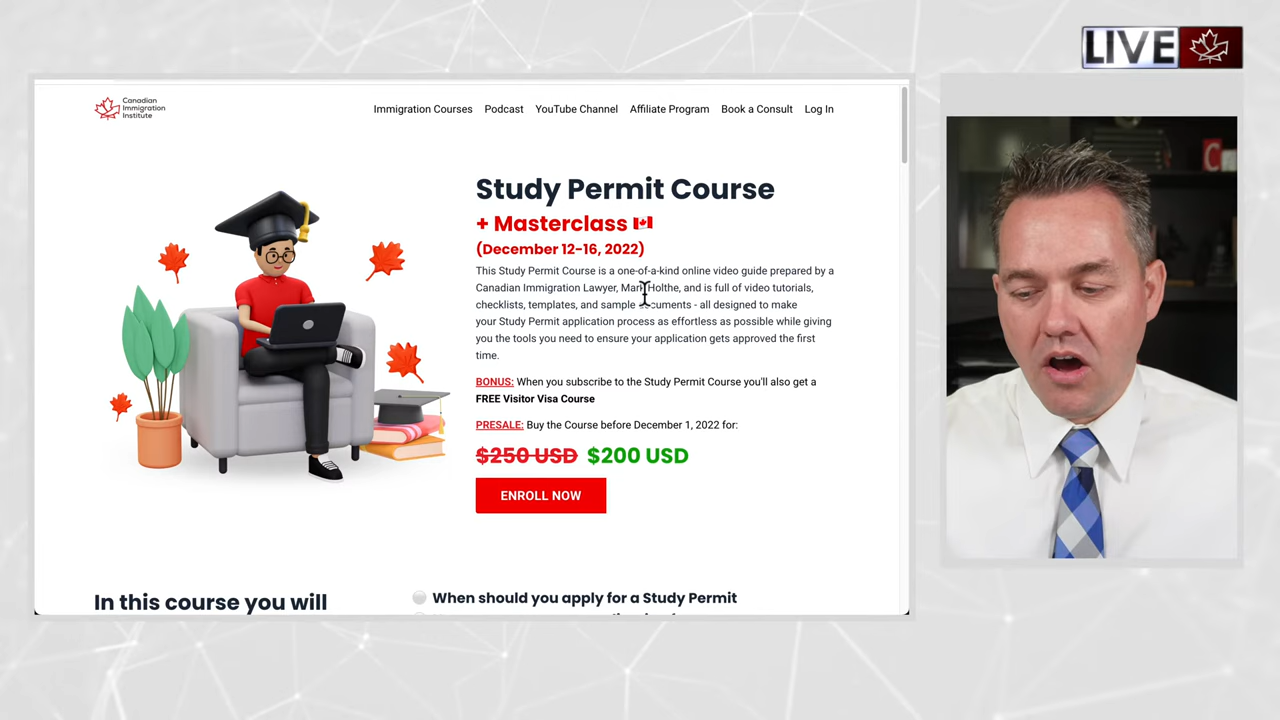 LIVE
Canadian
Immigration
Institute
Immigration Courses Podcast YouTube Channel Affiliate Program Book a Consult Log In
Study Permit Course
+ Masterclass
(December 12-16, 2022)
This Study Permit Course is a one-of-a-kind online video guide prepared by a
Canadian Immigration Lawyer, Mark Holthe, and is full of video tutorials,
checklists, templates, and sample documents - all designed to make
your Study Permit application process as effortless as possible while giving
you the tools you need to ensure your application gets approved the first
time.
BONUS: When you subscribe to the Study Permit Course you'll also get a
FREE Visitor Visa Course
PRESALE: Buy the Course before December 1, 2022 for:
$250 USD $200 USD
ENROLL NOW
In this course you will
When should you apply for a Study Permit